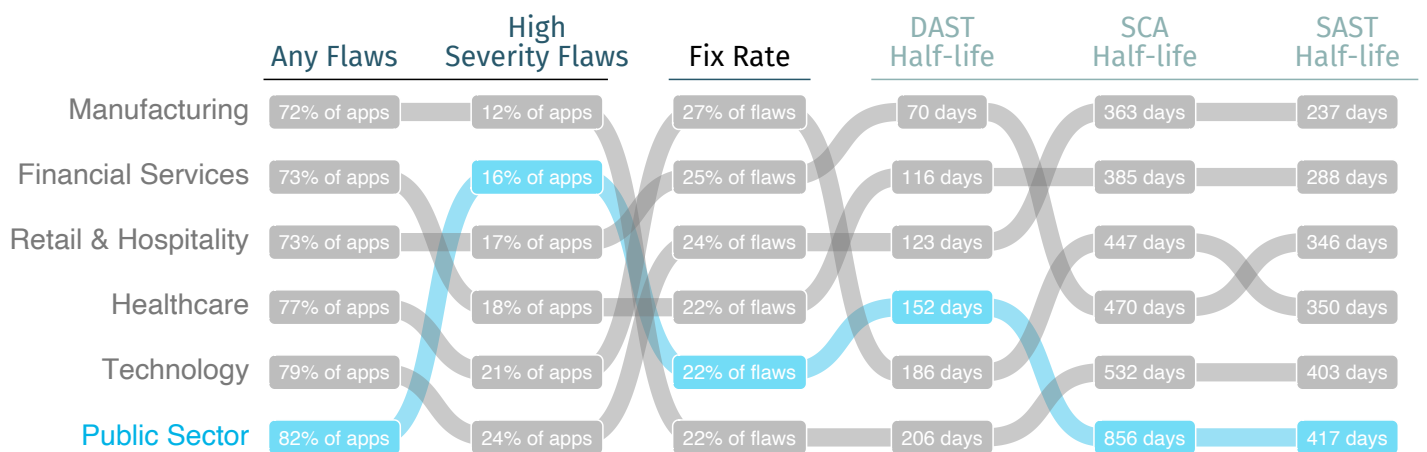 Any Flaws
High
Severity Flaws
Fix Rate
DAST
Half-life
SCA
Half-life
SAST
Half-life
Manufacturing 72% of apps 12% of apps 27% of flaws 70 days 363 days 237 days
Financial Services 73% of apps 16% of apps 25% of flaws 116 days 385 days 288 days
Retail & Hospitality 73% of apps 17% of apps 24% of flaws 123 days 447 days 346 days
Healthcare 77% of apps 18% of apps 22% of flaws 152 days 470 days 350 days
Technology 79% of apps 21% of apps 22% of flaws 186 days 532 days 403 days
Public Sector 82% of apps 24% of apps 22% of flaws 206 days 856 days 417 days